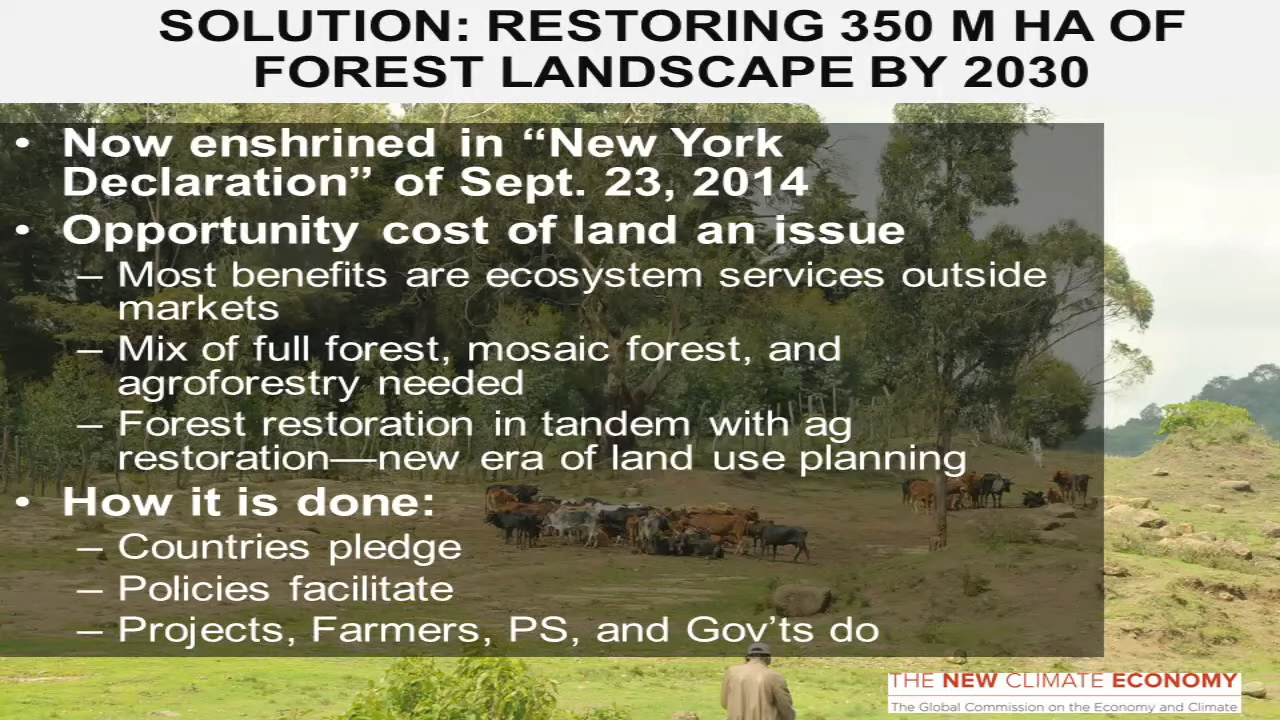 SOLUTION: RESTORING 350 M HA OF
FOREST LANDSCAPE BY 2030
• Now enshrined in “New York
Declaration” of Sept. 23, 2014
• Opportunity cost of land an issue
– Most benefits are ecosystem services outside
markets
– Mix of full forest, mosaic forest, and
agroforestry needed
– Forest restoration in tandem with ag
restoration—new era of land use planning
• How it is done:
– Countries pledge
– Policies facilitate
– Projects, Farmers, PS, and Gov’ts do
THE NEW CLIMATE ECONOMY
The Global Commission on the Economy and Climate